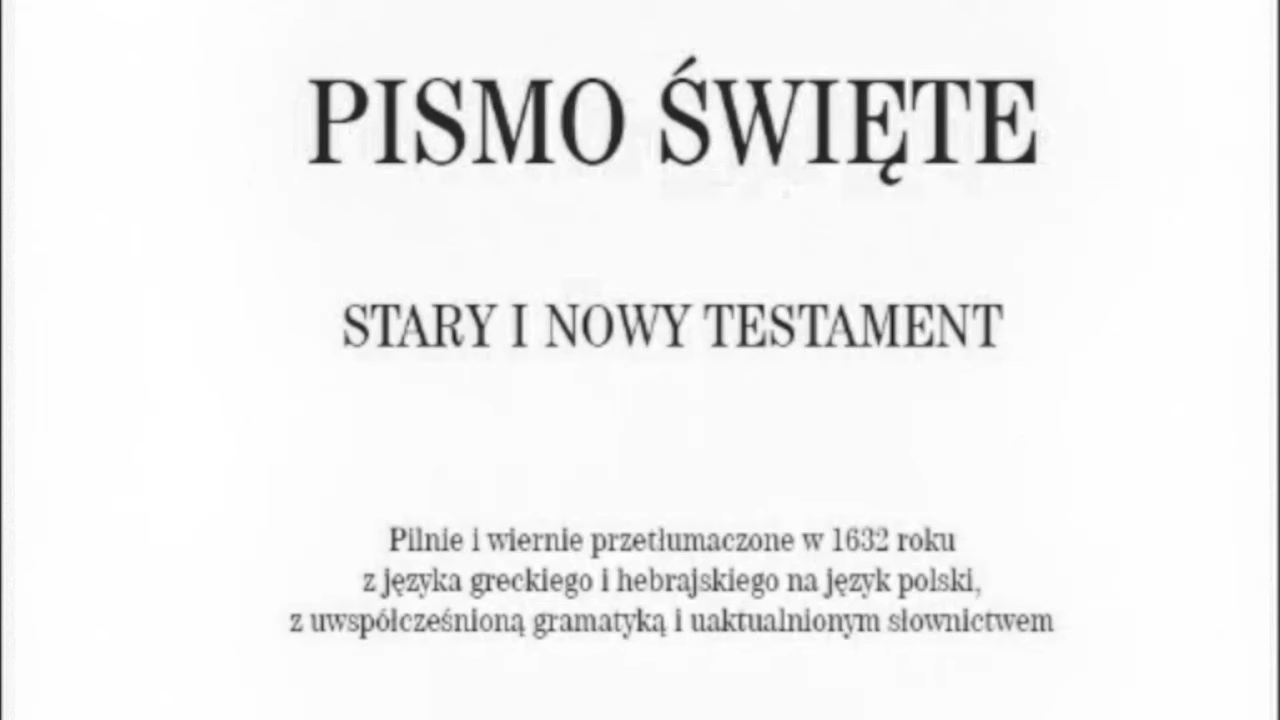 PISMO ŚWIĘTE
STARY I NOWY TESTAMENT
Pilnie i wiernie przetłumaczone w 1632 roku
z języka greckiego i hebrajskiego na język polski,
z uwspółcześnioną gramatyką i uaktualnionym słownictwem